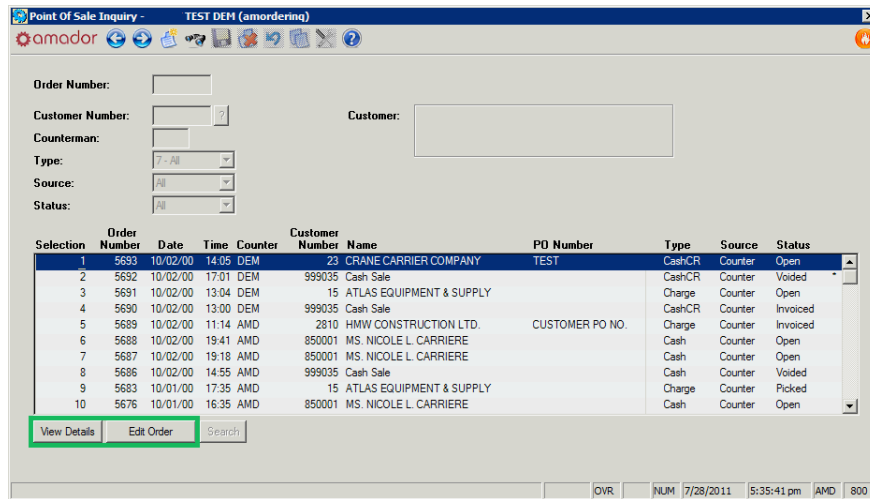 Point Of Sale Inquiry - TEST DEM (amordering)
amador
Order Number:
Customer Number: ? Customer:
Counterman:
Type: 7 - All
Source: All
Status: All
Order Customer
Selection Number Date Time Counter Number Name PO Number Type Source Status
1 5693 10/02/00 14:05 DEM 23 CRANE CARRIER COMPANY TEST CashCR Counter Open
2 5692 10/02/00 17:01 DEM 999035 Cash Sale CashCR Counter Voided *
3 5691 10/02/00 13:04 DEM 15 ATLAS EQUIPMENT & SUPPLY Charge Counter Open
4 5690 10/02/00 13:00 DEM 999035 Cash Sale CashCR Counter Invoiced
5 5689 10/02/00 11:14 AMD 2810 HMW CONSTRUCTION LTD. CUSTOMER PO NO. Charge Counter Invoiced
6 5688 10/02/00 19:41 AMD 850001 MS. NICOLE L. CARRIERE Cash Counter Open
7 5687 10/02/00 19:18 AMD 850001 MS. NICOLE L. CARRIERE Cash Counter Open
8 5686 10/02/00 14:55 AMD 999035 Cash Sale Cash Counter Voided
9 5683 10/01/00 17:35 AMD 15 ATLAS EQUIPMENT & SUPPLY Charge Counter Picked
10 5676 10/01/00 16:35 AMD 850001 MS. NICOLE L. CARRIERE Cash Counter Open
View Details Edit Order Search
OVR NUM 7/28/2011 5:35:41 pm AMD 800